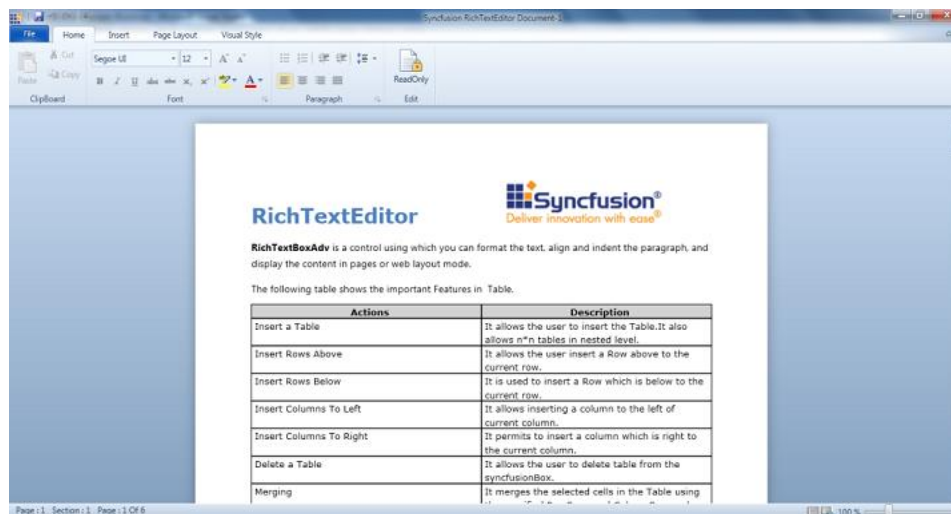 Syncfusion RichTextEditor Document-1
File Home Insert Page Layout Visual Style
Cut
Paste Copy
Segoe UI 12 A A
B I U abc abc x, x A
ReadOnly
ClipBoard Font Paragraph Edit
Syncfusion®
Deliver innovation with ease®
RichTextEditor
RichTextBoxAdv is a control using which you can format the text, align and indent the paragraph, and
display the content in pages or web layout mode.
The following table shows the important Features in Table.
Actions Description
Insert a Table It allows the user to insert the Table.It also
allows n*n tables in nested level.
Insert Rows Above It allows the user insert a Row above to the
current row.
Insert Rows Below It is used to insert a Row which is below to the
current row.
Insert Columns To Left It allows inserting a column to the left of
current column.
Insert Columns To Right It permits to insert a column which is right to
the current column.
Delete a Table It allows the user to delete table from the
syncfusionBox.
Merging It merges the selected cells in the Table using
Page : 1 Section : 1 Page : 1 Of 6 100 %